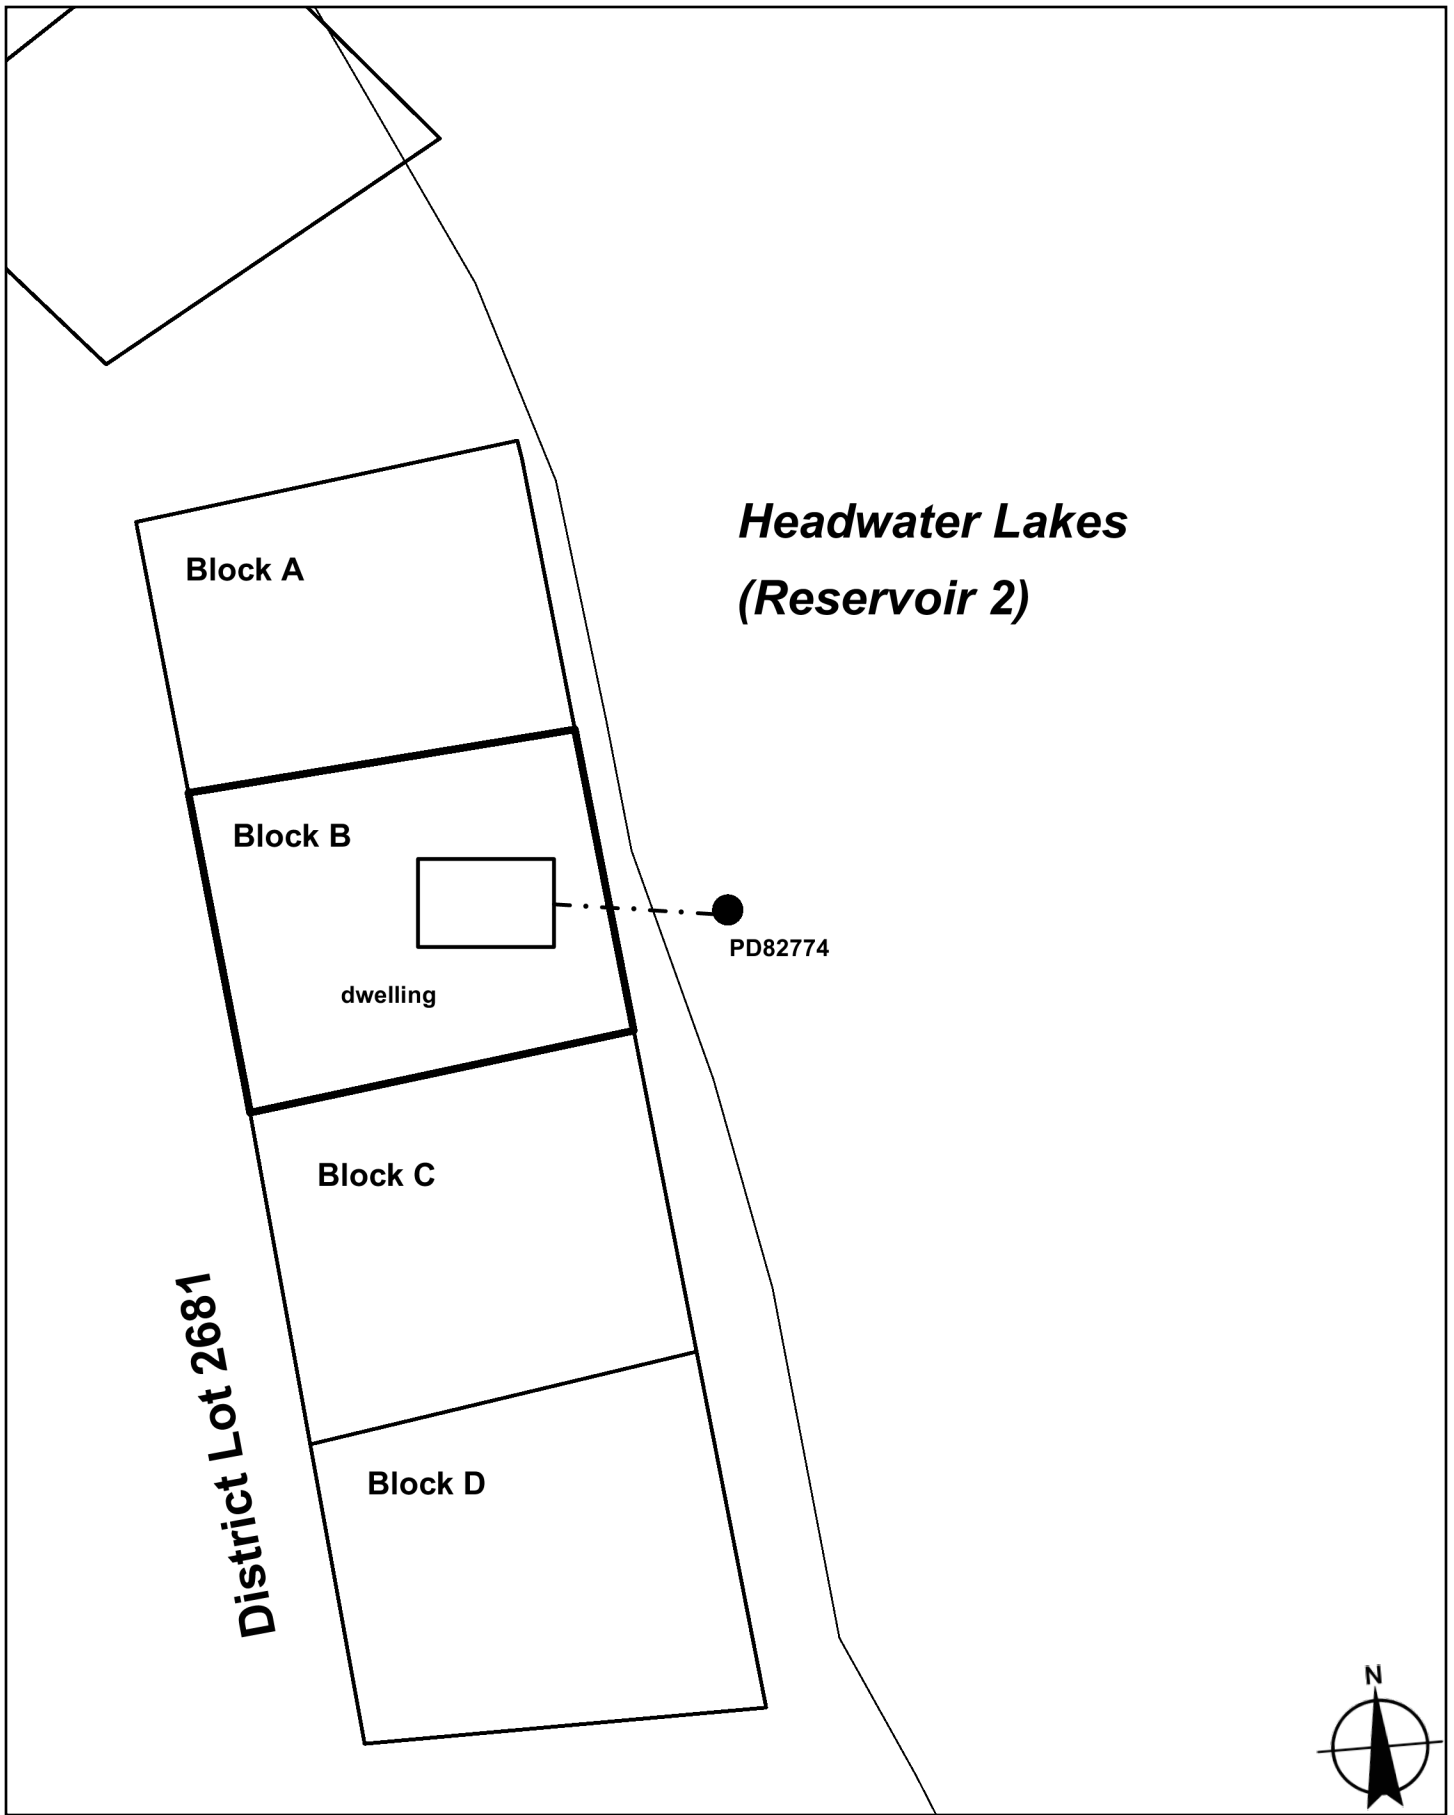 Headwater Lakes
(Reservoir 2)
Block A
Block B
PD82774
dwelling
Block C
District Lot 2681
Block D
N